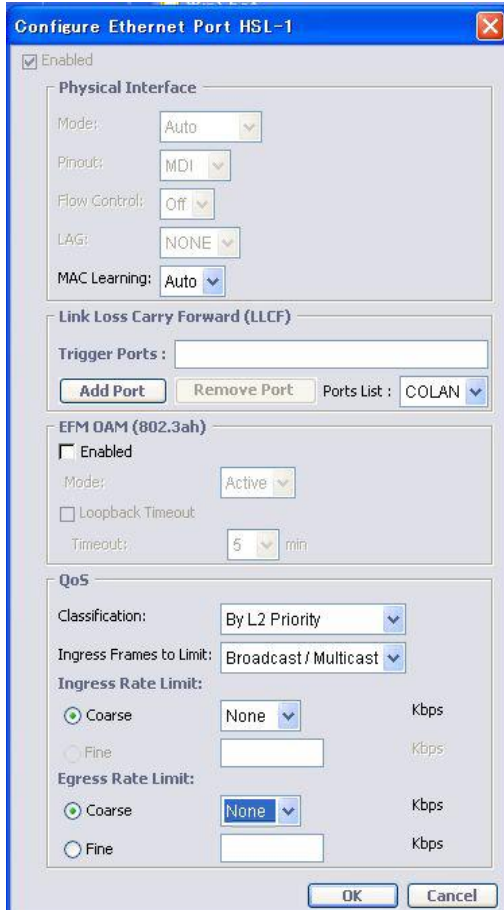 Configure Ethernet Port HSL-1
Enabled
Physical Interface
Mode: Auto
Pinout: MDI
Flow Control: Off
LAG: NONE
MAC Learning: Auto
Link Loss Carry Forward (LLCF)
Trigger Ports :
Add Port Remove Port Ports List : COLAN
EFM OAM (802.3ah)
Enabled
Mode: Active
Loopback Timeout
Timeout: 5 min
QoS
Classification: By L2 Priority
Ingress Frames to Limit: Broadcast / Multicast
Ingress Rate Limit:
Coarse None Kbps
Fine Kbps
Egress Rate Limit:
Coarse None Kbps
Fine Kbps
OK Cancel